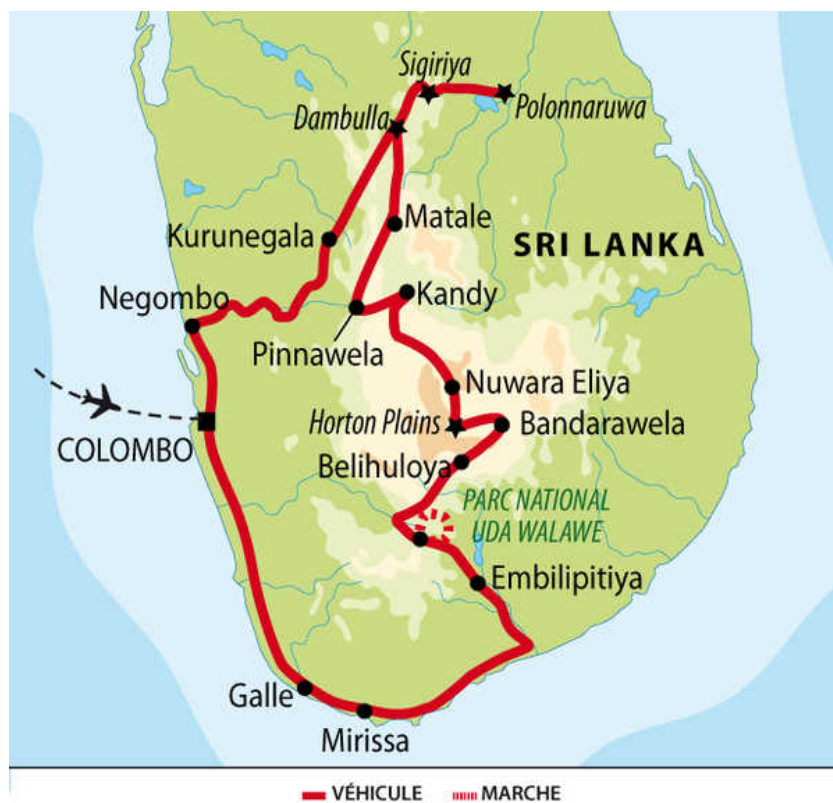 Sigiriya
Dambulla
Polonnaruwa
Matale
Kurunegala
SRI LANKA
Negombo
Kandy
Pinnawela
Nuwara Eliya
Horton Plains
Bandarawela
COLOMBO
Belihuloya
PARC NATIONAL
UDA WALAWE
Embilipitiya
Galle
Mirissa
VÉHICULE
MARCHE